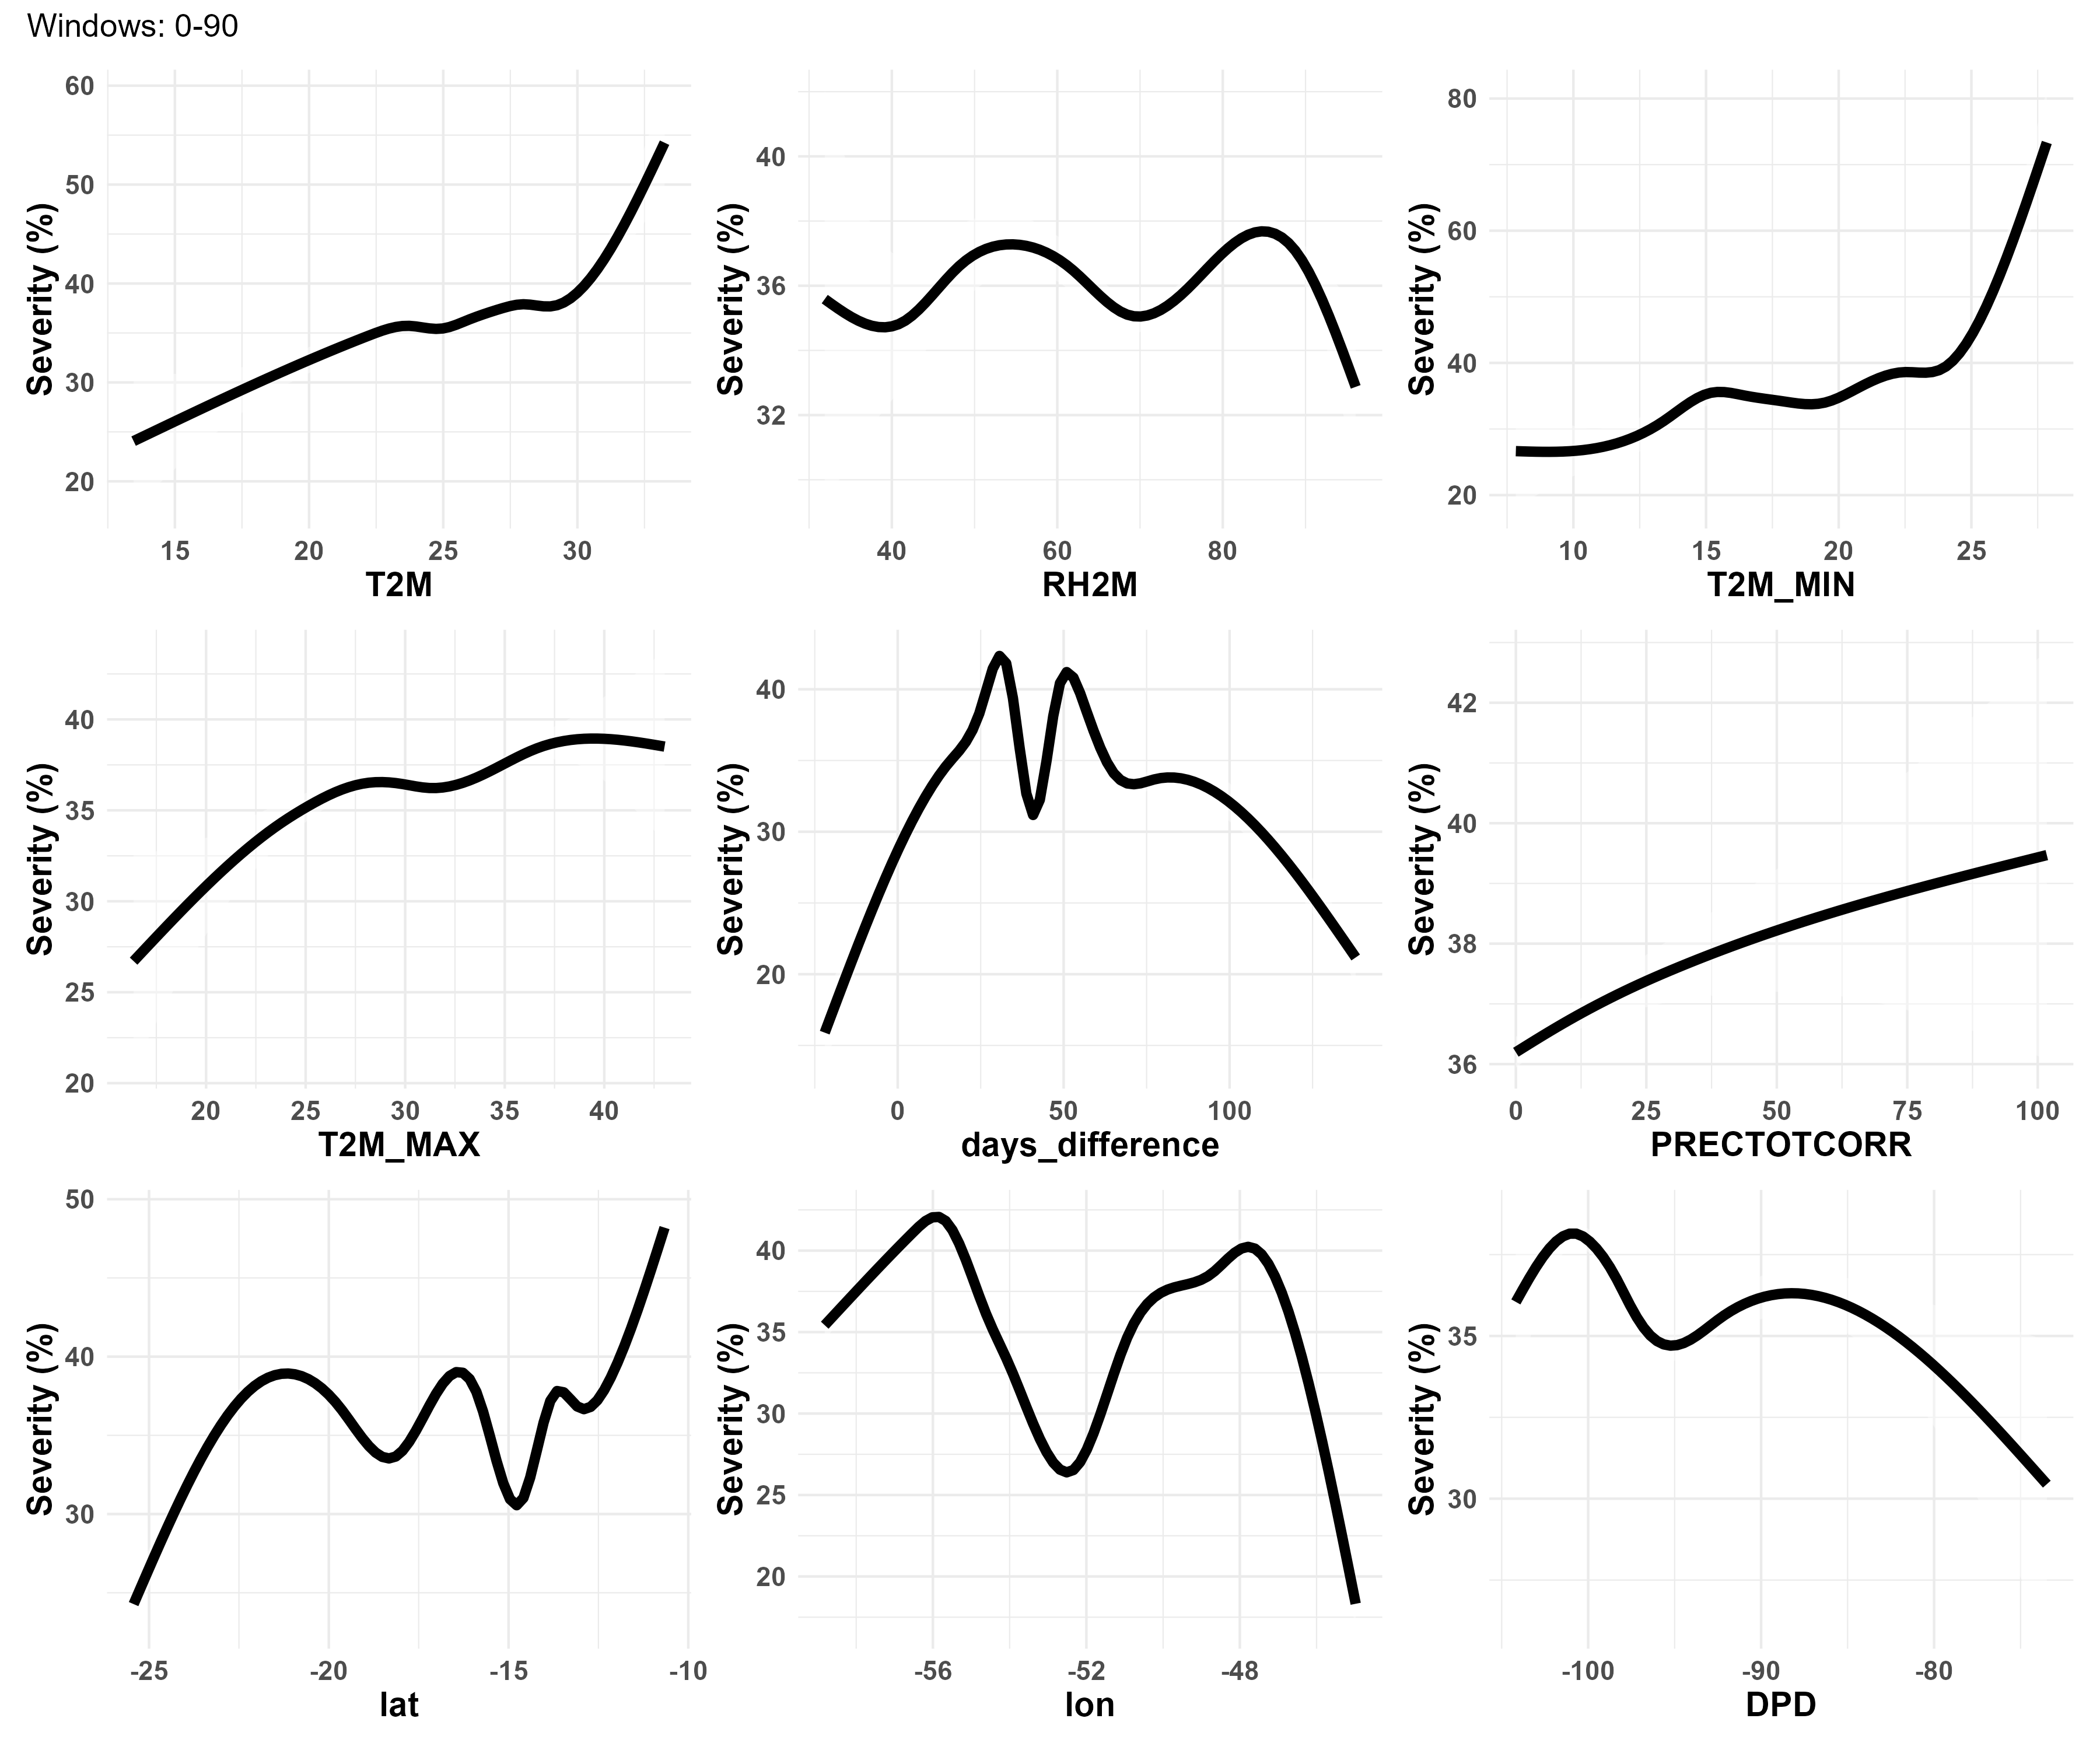 Windows: 0-90
Severity (%)
60
50
40
30
20
15 20 25 30
T2M
Severity (%)
40
36
32
40 60 80
RH2M
Severity (%)
80
60
40
20
10 15 20 25
T2M_MIN
Severity (%)
40
35
30
25
20
20 25 30 35 40
T2M_MAX
Severity (%)
40
30
20
0 50 100
days_difference
Severity (%)
42
40
38
36
0 25 50 75 100
PRECTOTCORR
Severity (%)
50
40
30
-25 -20 -15 -10
lat
Severity (%)
40
35
30
25
20
-56 -52 -48
lon
Severity (%)
35
30
-100 -90 -80
DPD